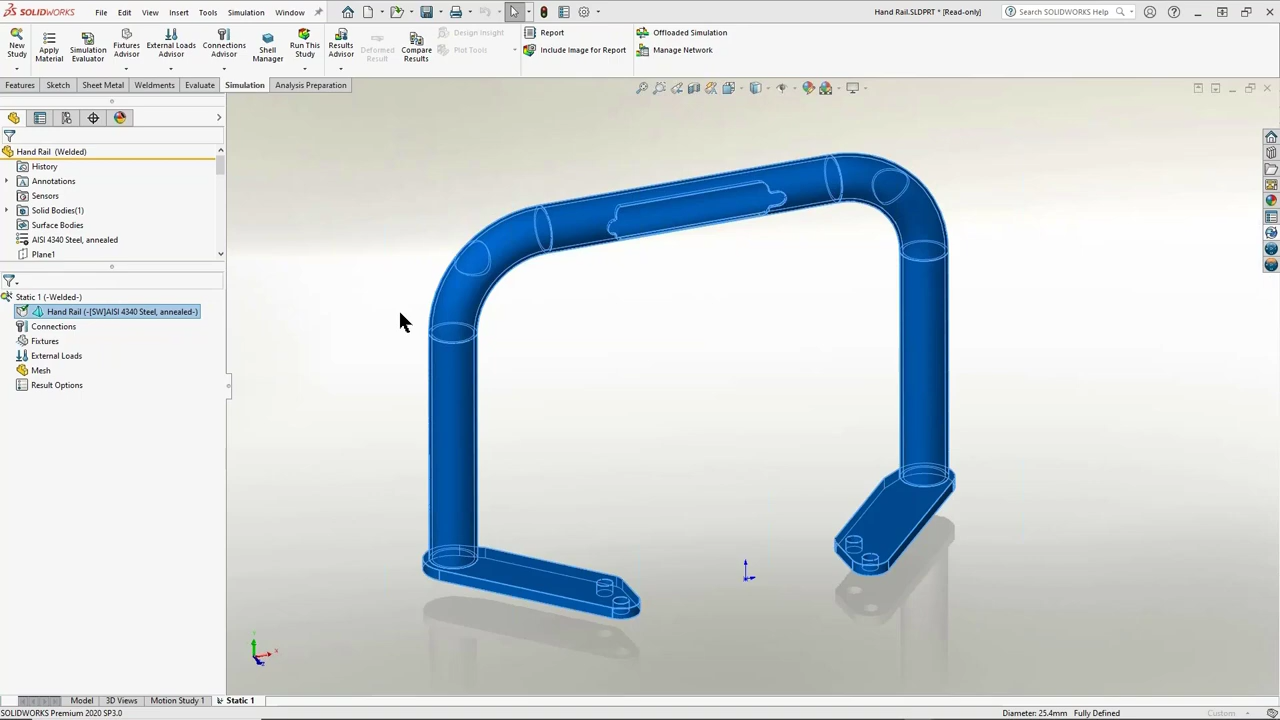 SOLIDWORKS File Edit View Insert Tools Simulation Window Hand Rail.SLDPRT * [Read-only] Search SOLIDWORKS Help
New Study
Apply Material
Simulation Evaluator
Fixtures Advisor
External Loads Advisor
Connections Advisor
Shell Manager
Run This Study
Results Advisor
Deformed Result
Compare Results
Design Insight
Plot Tools
Report
Include Image for Report
Offloaded Simulation
Manage Network
Features Sketch Sheet Metal Weldments Evaluate Simulation Analysis Preparation
Hand Rail (Welded)
History
Annotations
Sensors
Solid Bodies(1)
Surface Bodies
AISI 4340 Steel, annealed
Plane1
Static 1 (-Welded-)
Hand Rail (-[SW]AISI 4340 Steel, annealed-)
Connections
Fixtures
External Loads
Mesh
Result Options
Model 3D Views Motion Study 1 Static 1
SOLIDWORKS Premium 2020 SP3.0 Diameter: 25.4mm Fully Defined Custom